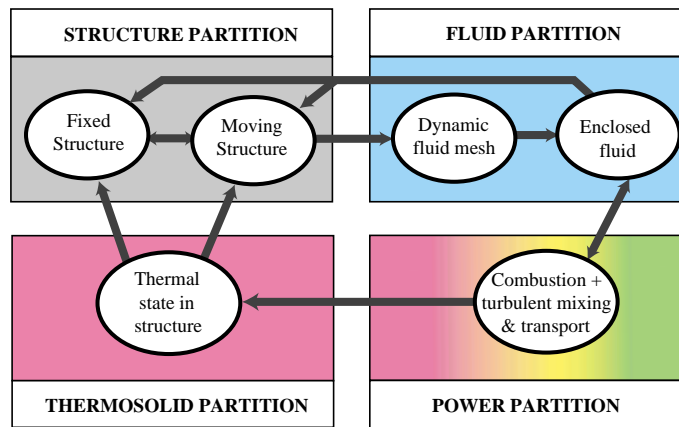 STRUCTURE PARTITION
FLUID PARTITION
Fixed
Structure
Moving
Structure
Dynamic
fluid mesh
Enclosed
fluid
Thermal
state in
structure
Combustion +
turbulent mixing
& transport
THERMOSOLID PARTITION
POWER PARTITION